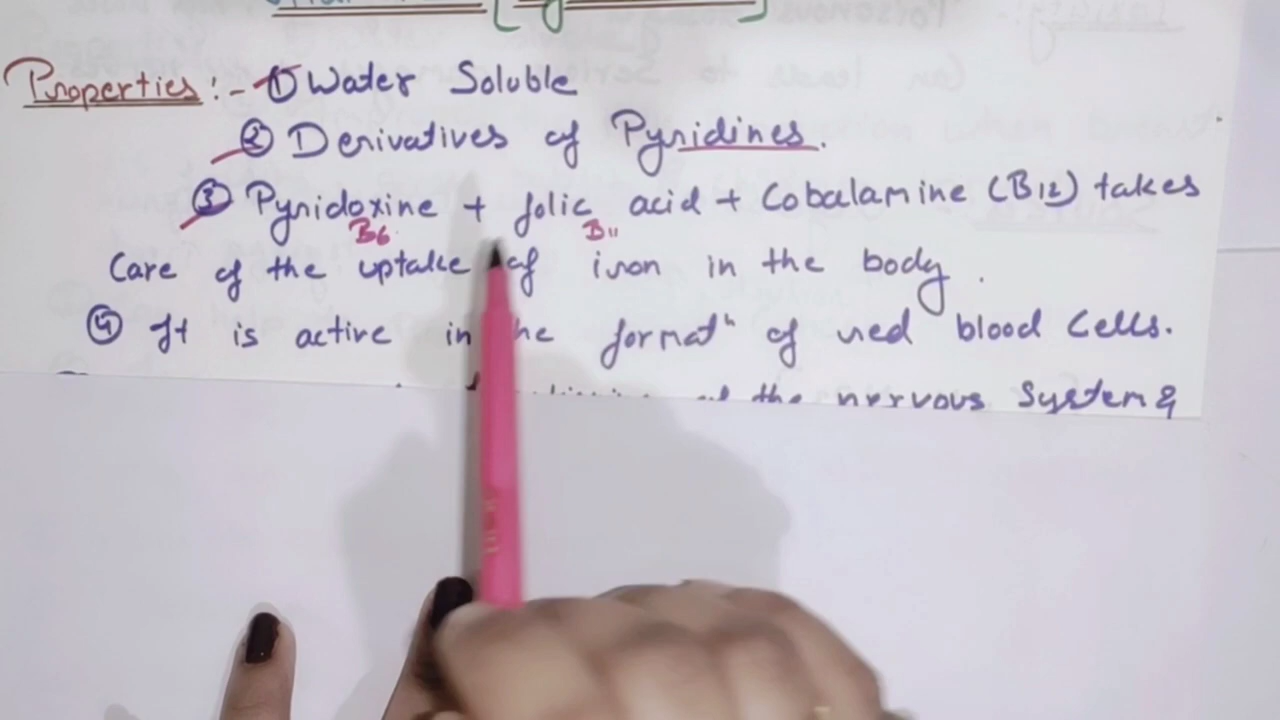 Properties :- ① Water Soluble
② Derivatives of Pyridines.
③ Pyridoxine + folic acid + Cobalamine (B12) takes
B6 B11
Care of the uptake of iron in the body.
④ It is active in the formatⁿ of red blood Cells.
the nervous System &